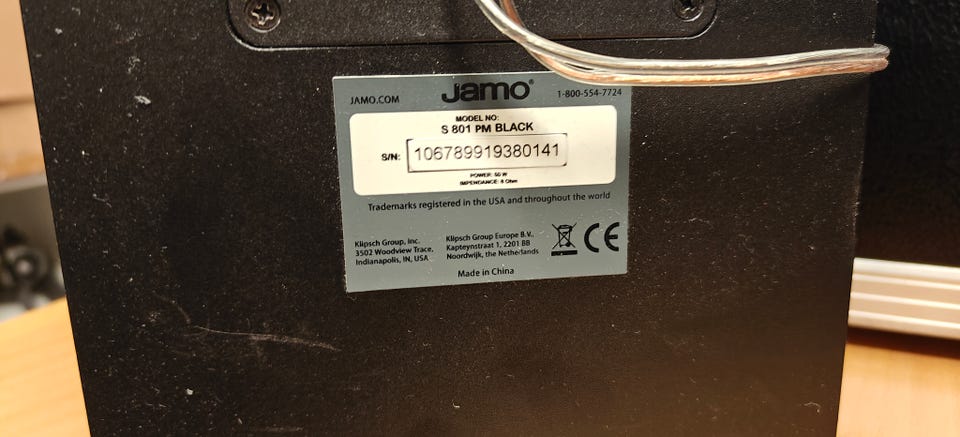 JAMO.COM Jamo® 1-800-554-7724
MODEL NO:
S 801 PM BLACK
S/N: 106789919380141
POWER: 60 W
IMPENDANCE: 8 Ohm
Trademarks registered in the USA and throughout the world
Klipsch Group, Inc.
3502 Woodview Trace,
Indianapolis, IN, USA
Klipsch Group Europe B.V.
Kapteynstraat 1, 2201 BB
Noordwijk, the Netherlands
CE
Made in China